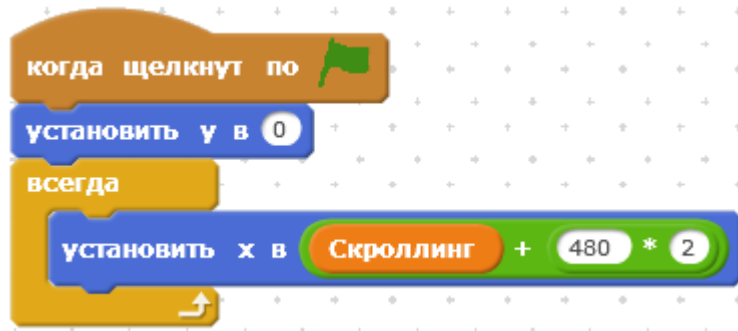 когда щелкнут по
установить y в 0
всегда
установить x в Скроллинг + 480 * 2